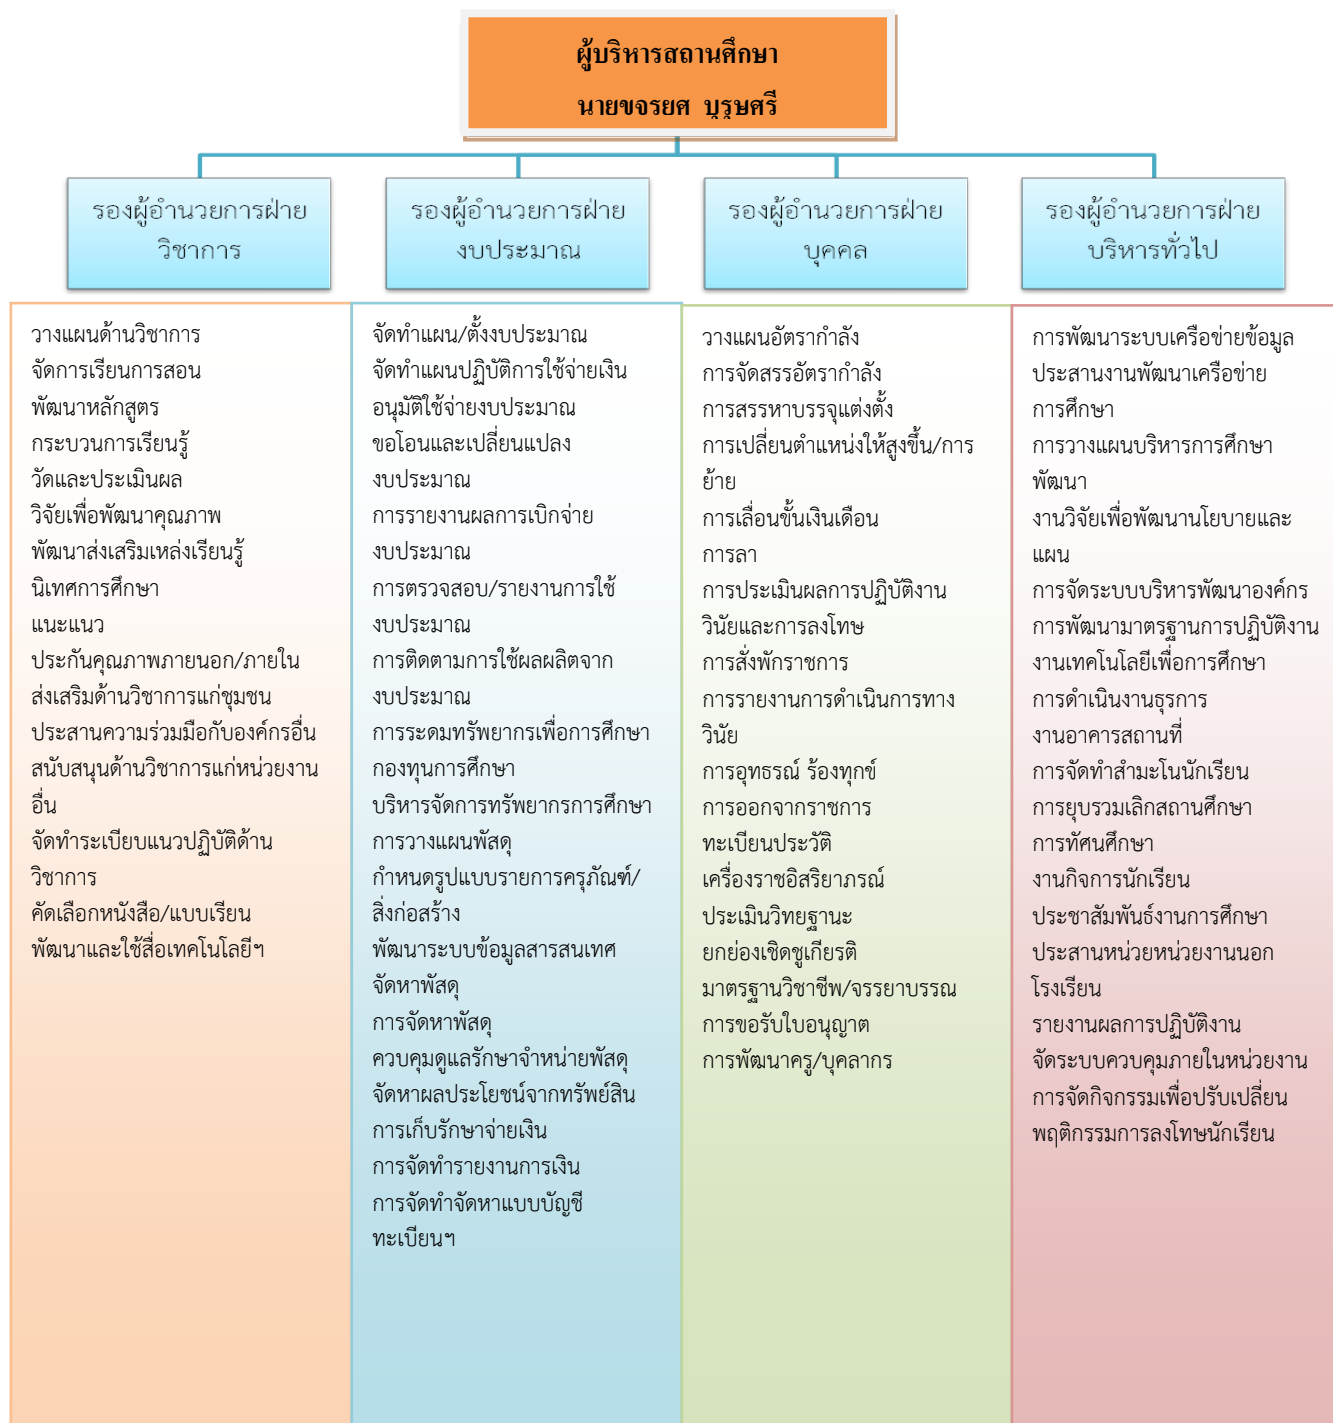 ผู้บริหารสถานศึกษา
นายขจรยศ บุรุษศรี
รองผู้อำนวยการฝ่าย
วิชาการ
รองผู้อำนวยการฝ่าย
งบประมาณ
รองผู้อำนวยการฝ่าย
บุคคล
รองผู้อำนวยการฝ่าย
บริหารทั่วไป
วางแผนด้านวิชาการ
จัดการเรียนการสอน
พัฒนาหลักสูตร
กระบวนการเรียนรู้
วัดและประเมินผล
วิจัยเพื่อพัฒนาคุณภาพ
พัฒนาส่งเสริมเหล่งเรียนรู้
นิเทศการศึกษา
แนะแนว
ประกันคุณภาพภายนอก/ภายใน
ส่งเสริมด้านวิชาการแก่ชุมชน
ประสานความร่วมมือกับองค์กรอื่น
สนับสนุนด้านวิชาการแก่หน่วยงาน
อื่น
จัดทำระเบียบแนวปฏิบัติด้าน
วิชาการ
คัดเลือกหนังสือ/แบบเรียน
พัฒนาและใช้สื่อเทคโนโลยีฯ
จัดทำแผน/ตั้งงบประมาณ
จัดทำแผนปฏิบัติการใช้จ่ายเงิน
อนุมัติใช้จ่ายงบประมาณ
ขอโอนและเปลี่ยนแปลง
งบประมาณ
การรายงานผลการเบิกจ่าย
งบประมาณ
การตรวจสอบ/รายงานการใช้
งบประมาณ
การติดตามการใช้ผลผลิตจาก
งบประมาณ
การระดมทรัพยากรเพื่อการศึกษา
กองทุนการศึกษา
บริหารจัดการทรัพยากรการศึกษา
การวางแผนพัสดุ
กำหนดรูปแบบรายการครุภัณฑ์/
สิ่งก่อสร้าง
พัฒนาระบบข้อมูลสารสนเทศ
จัดหาพัสดุ
การจัดหาพัสดุ
ควบคุมดูแลรักษาจำหน่ายพัสดุ
จัดหาผลประโยชน์จากทรัพย์สิน
การเก็บรักษาจ่ายเงิน
การจัดทำรายงานการเงิน
การจัดทำจัดหาแบบบัญชี
ทะเบียนฯ
วางแผนอัตรากำลัง
การจัดสรรอัตรากำลัง
การสรรหาบรรจุแต่งตั้ง
การเปลี่ยนตำแหน่งให้สูงขึ้น/การ
ย้าย
การเลื่อนขั้นเงินเดือน
การลา
การประเมินผลการปฏิบัติงาน
วินัยและการลงโทษ
การสั่งพักราชการ
การรายงานการดำเนินการทาง
วินัย
การอุทธรณ์ ร้องทุกข์
การออกจากราชการ
ทะเบียนประวัติ
เครื่องราชอิสริยาภรณ์
ประเมินวิทยฐานะ
ยกย่องเชิดชูเกียรติ
มาตรฐานวิชาชีพ/จรรยาบรรณ
การขอรับใบอนุญาต
การพัฒนาครู/บุคลากร
การพัฒนาระบบเครือข่ายข้อมูล
ประสานงานพัฒนาเครือข่าย
การศึกษา
การวางแผนบริหารการศึกษา
พัฒนา
งานวิจัยเพื่อพัฒนานโยบายและ
แผน
การจัดระบบบริหารพัฒนาองค์กร
การพัฒนามาตรฐานการปฏิบัติงาน
งานเทคโนโลยีเพื่อการศึกษา
การดำเนินงานธุรการ
งานอาคารสถานที่
การจัดทำสำมะโนนักเรียน
การยุบรวมเลิกสถานศึกษา
การทัศนศึกษา
งานกิจการนักเรียน
ประชาสัมพันธ์งานการศึกษา
ประสานหน่วยหน่วยงานนอก
โรงเรียน
รายงานผลการปฏิบัติงาน
จัดระบบควบคุมภายในหน่วยงาน
การจัดกิจกรรมเพื่อปรับเปลี่ยน
พฤติกรรมการลงโทษนักเรียน